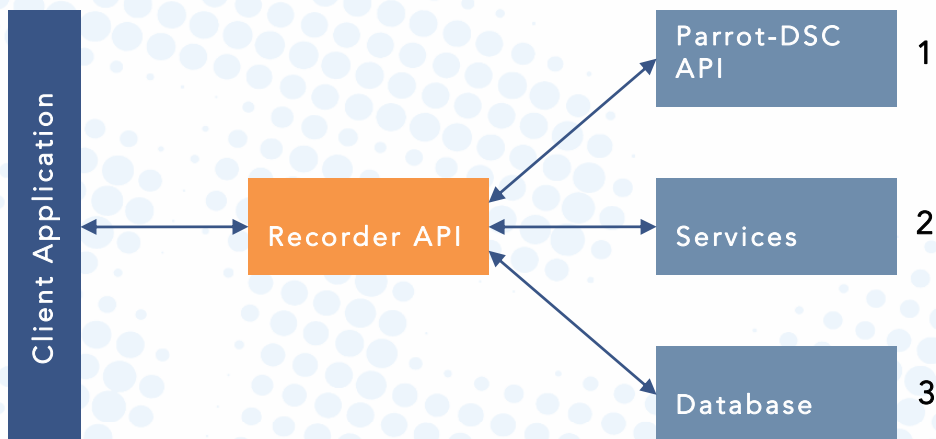 Client Application
Recorder API
Parrot-DSC
API
1
Services
2
Database
3